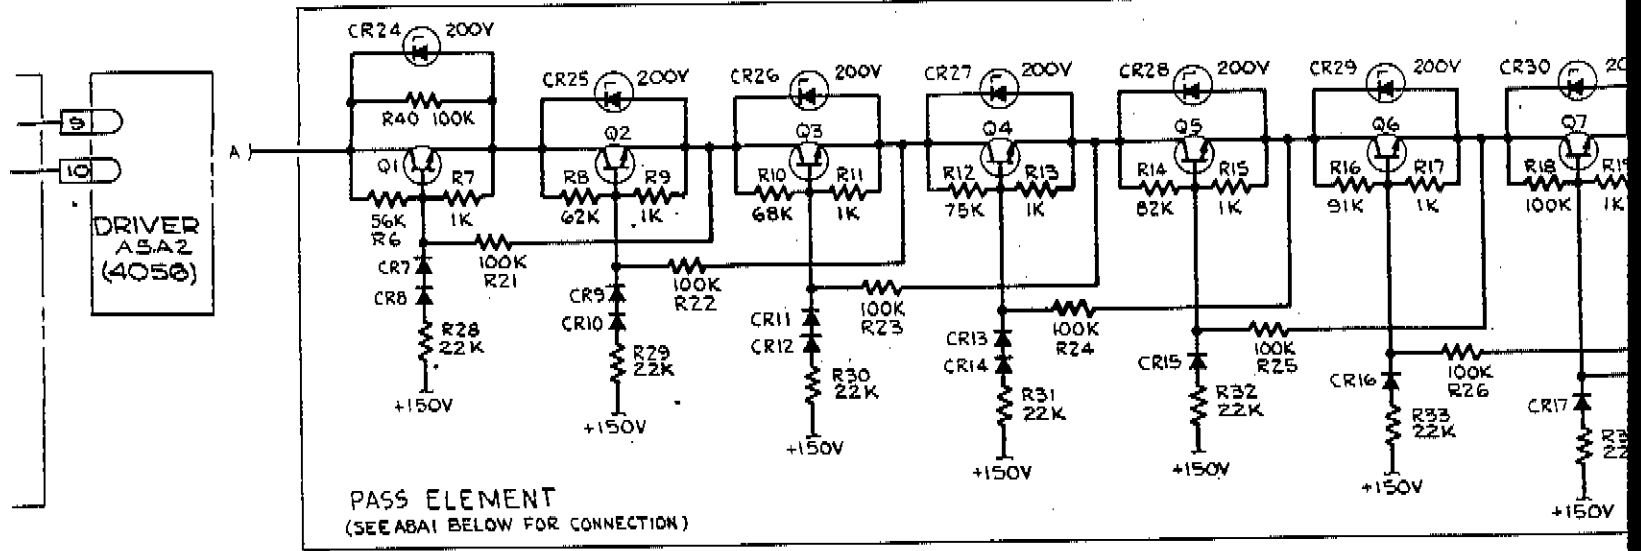 CR24 200V
R40 100K
A
Q1
56K
R6
R7
1K
CR7
CR8
100K
R21
R28
22K
+150V
CR25 200V
Q2
R8
62K
R9
1K
CR9
CR10
100K
R22
R29
22K
+150V
CR26 200V
Q3
R10
68K
R11
1K
CR11
CR12
100K
R23
R30
22K
+150V
CR27 200V
Q4
R12
75K
R13
1K
CR13
CR14
100K
R24
R31
22K
+150V
CR28 200V
Q5
R14
82K
R15
1K
CR15
100K
R25
R32
22K
+150V
CR29 200V
Q6
R16
91K
R17
1K
CR16
100K
R26
R33
22K
+150V
CR30 20
Q7
R18
100K
R19
1K
CR17
22
+150V
9
10
DRIVER
A5A2
(4058)
PASS ELEMENT
(SEE A8A1 BELOW FOR CONNECTION)